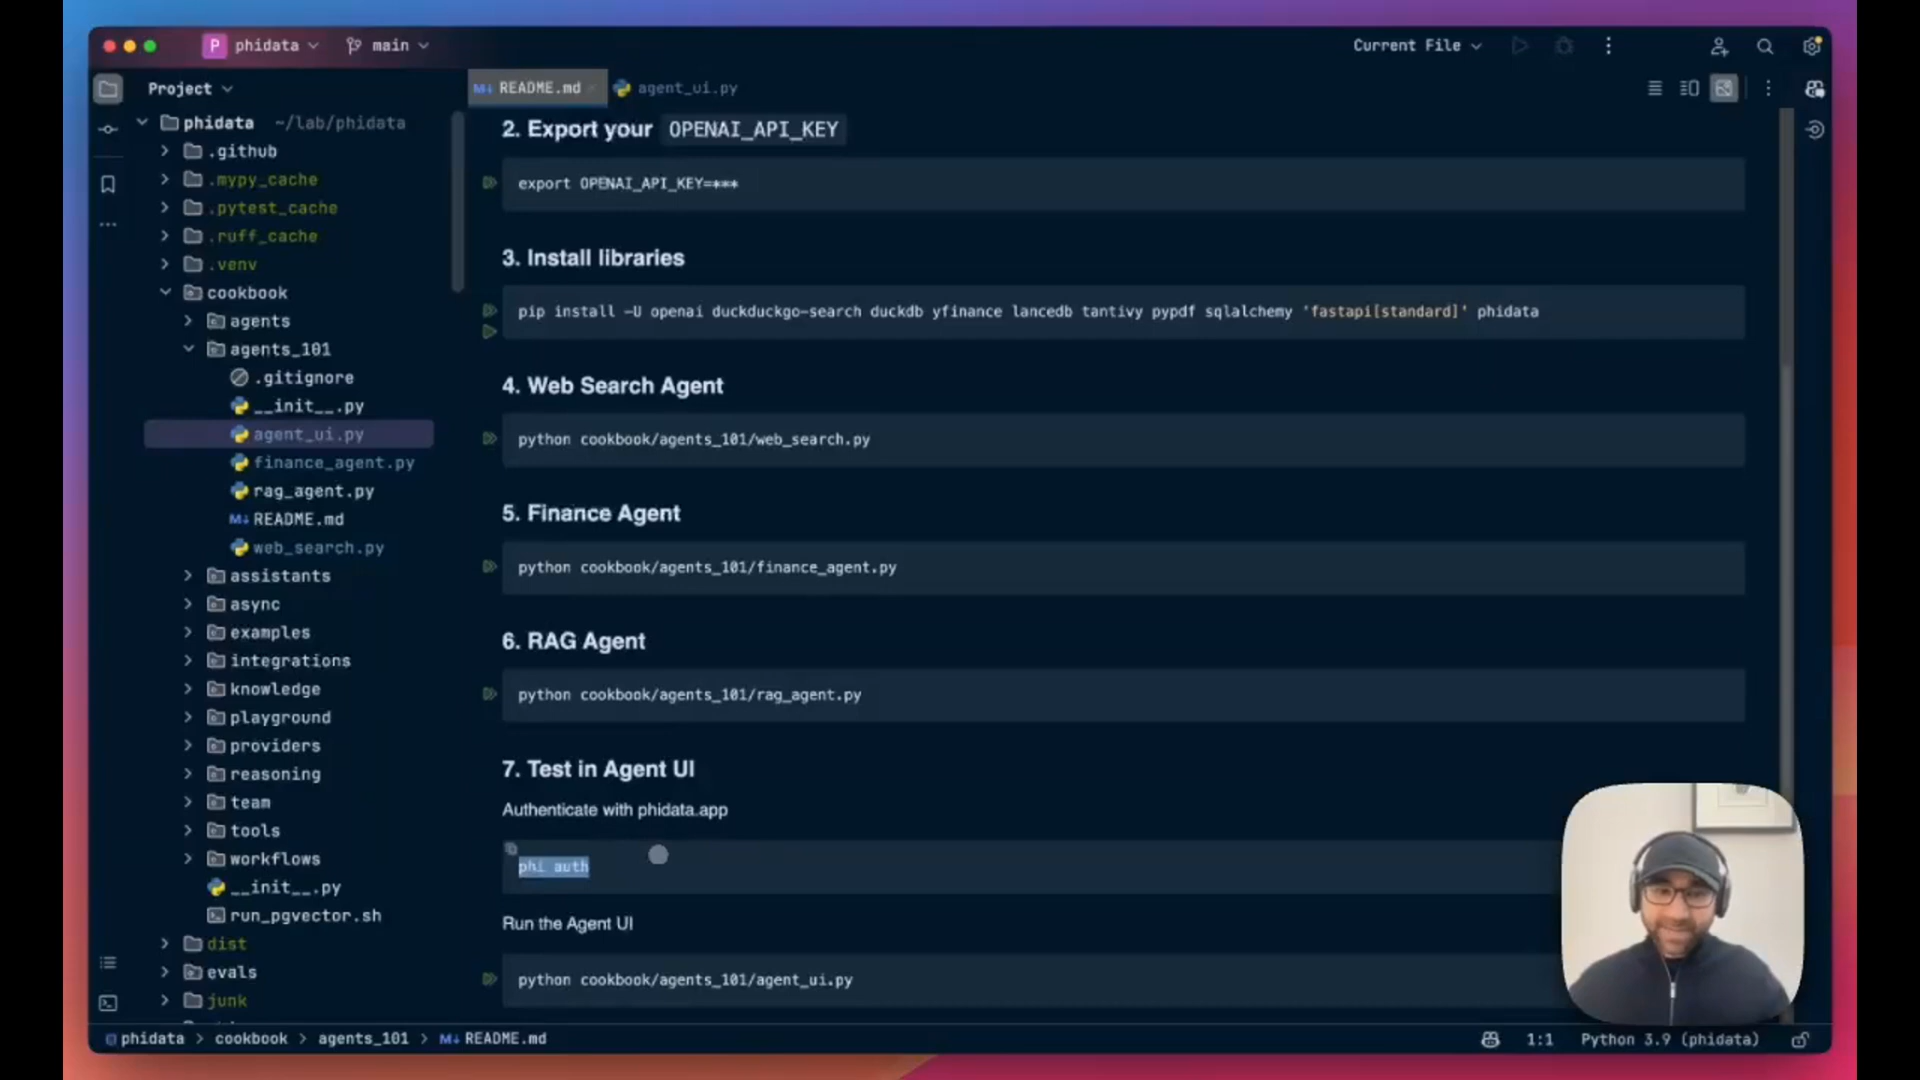 P phidata
main
Current File
Project
README.md
agent_ui.py
phidata ~/lab/phidata
.github
.mypy_cache
.pytest_cache
.ruff_cache
.venv
cookbook
agents
agents_101
.gitignore
__init__.py
agent_ui.py
finance_agent.py
rag_agent.py
README.md
web_search.py
assistants
async
examples
integrations
knowledge
playground
providers
reasoning
team
tools
workflows
__init__.py
run_pgvector.sh
dist
evals
junk
2. Export your OPENAI_API_KEY
export OPENAI_API_KEY=***
3. Install libraries
pip install -U openai duckduckgo-search duckdb yfinance lancedb tantivy pypdf sqlalchemy 'fastapi[standard]' phidata
4. Web Search Agent
python cookbook/agents_101/web_search.py
5. Finance Agent
python cookbook/agents_101/finance_agent.py
6. RAG Agent
python cookbook/agents_101/rag_agent.py
7. Test in Agent UI
Authenticate with phidata.app
phi auth
Run the Agent UI
python cookbook/agents_101/agent_ui.py
phidata > cookbook > agents_101 > M↓ README.md
1:1 Python 3.9 (phidata)